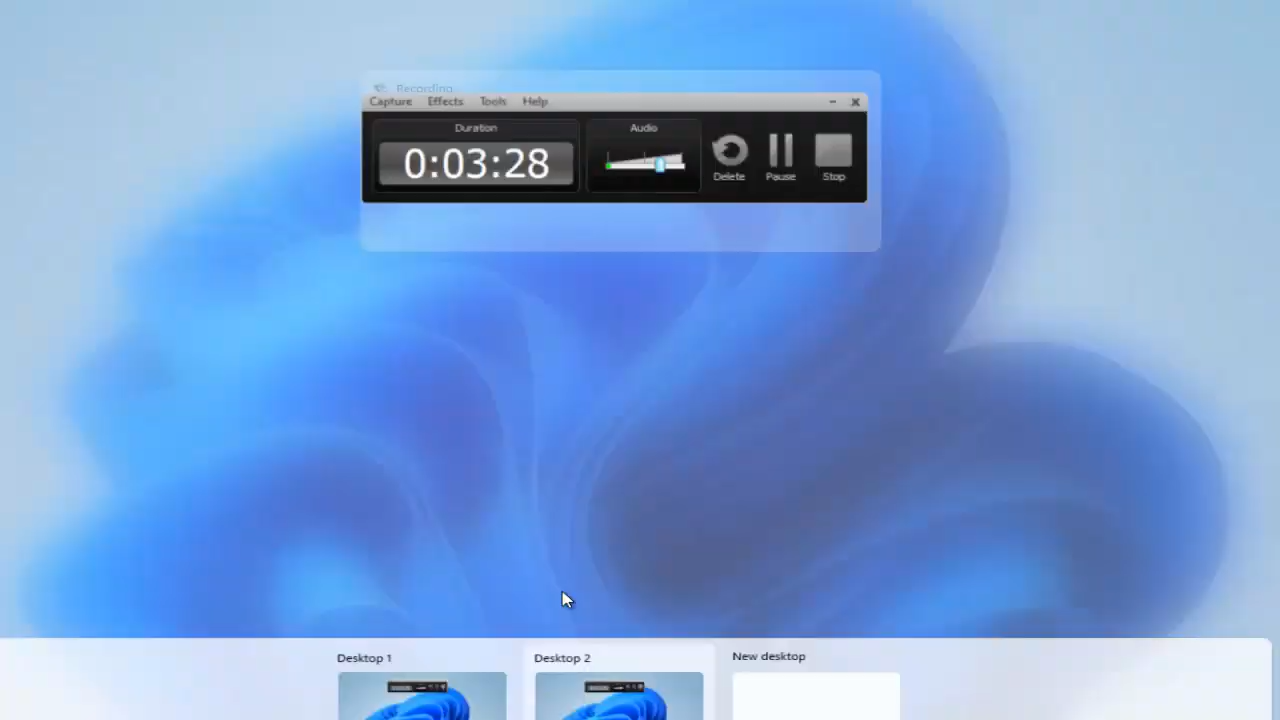 Recording...
Capture Effects Tools Help
Duration Audio
0:03:28
Delete Pause Stop
Desktop 1 Desktop 2 New desktop